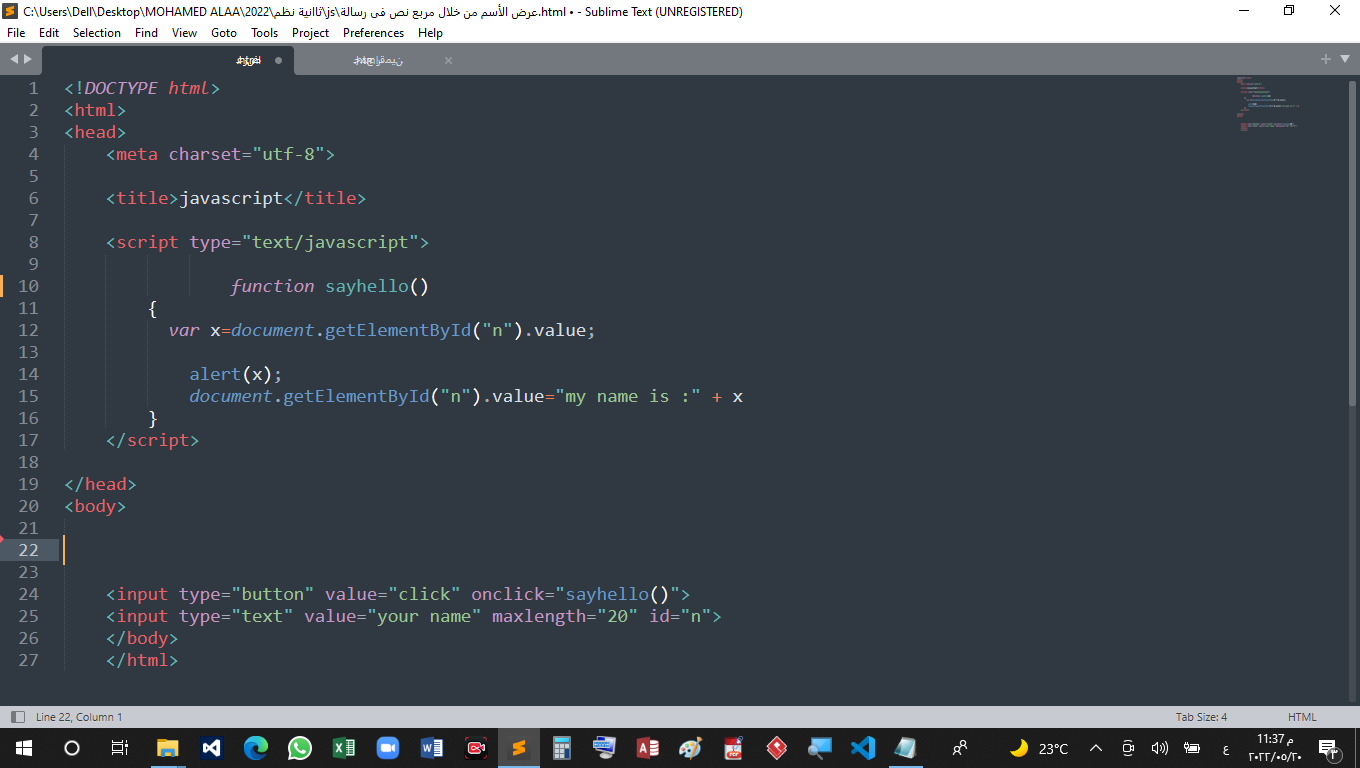 C:\Users\Dell\Desktop\MOHAMED ALAA\2022\ثاانية نظم\js\عرض الأسم من خلال مربع نص فى رسالة.html • - Sublime Text (UNREGISTERED)
File Edit Selection Find View Goto Tools Project Preferences Help
1 <!DOCTYPE html>
2 <html>
3 <head>
4 <meta charset="utf-8">
5
6 <title>javascript</title>
7
8 <script type="text/javascript">
9
10 function sayhello()
11 {
12 var x=document.getElementById("n").value;
13
14 alert(x);
15 document.getElementById("n").value="my name is :" + x
16 }
17 </script>
18
19 </head>
20 <body>
21
22
23
24 <input type="button" value="click" onclick="sayhello()">
25 <input type="text" value="your name" maxlength="20" id="n">
26 </body>
27 </html>
Line 22, Column 1 Tab Size: 4 HTML
23°C ع 11:37 م
٢٠٢٢/٠٥/٢٠